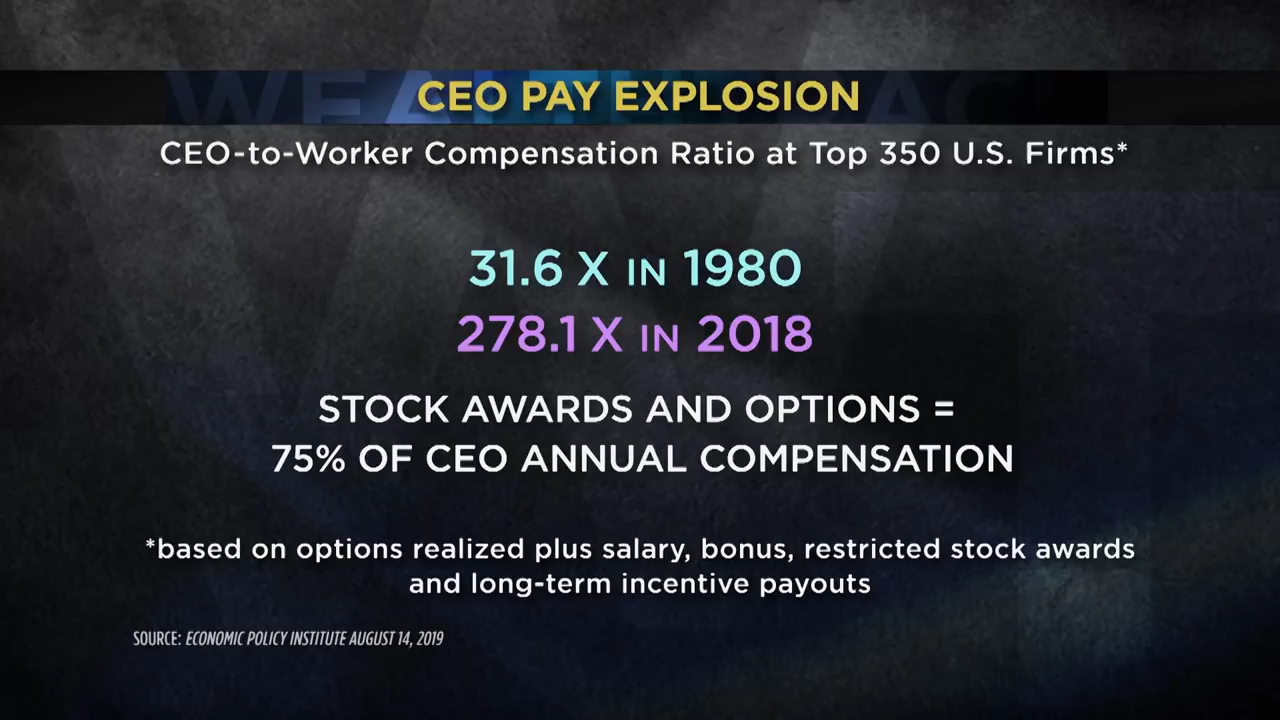 CEO PAY EXPLOSION
CEO-to-Worker Compensation Ratio at Top 350 U.S. Firms*
31.6 X IN 1980
278.1 X IN 2018
STOCK AWARDS AND OPTIONS =
75% OF CEO ANNUAL COMPENSATION
*based on options realized plus salary, bonus, restricted stock awards
and long-term incentive payouts
SOURCE: ECONOMIC POLICY INSTITUTE AUGUST 14, 2019